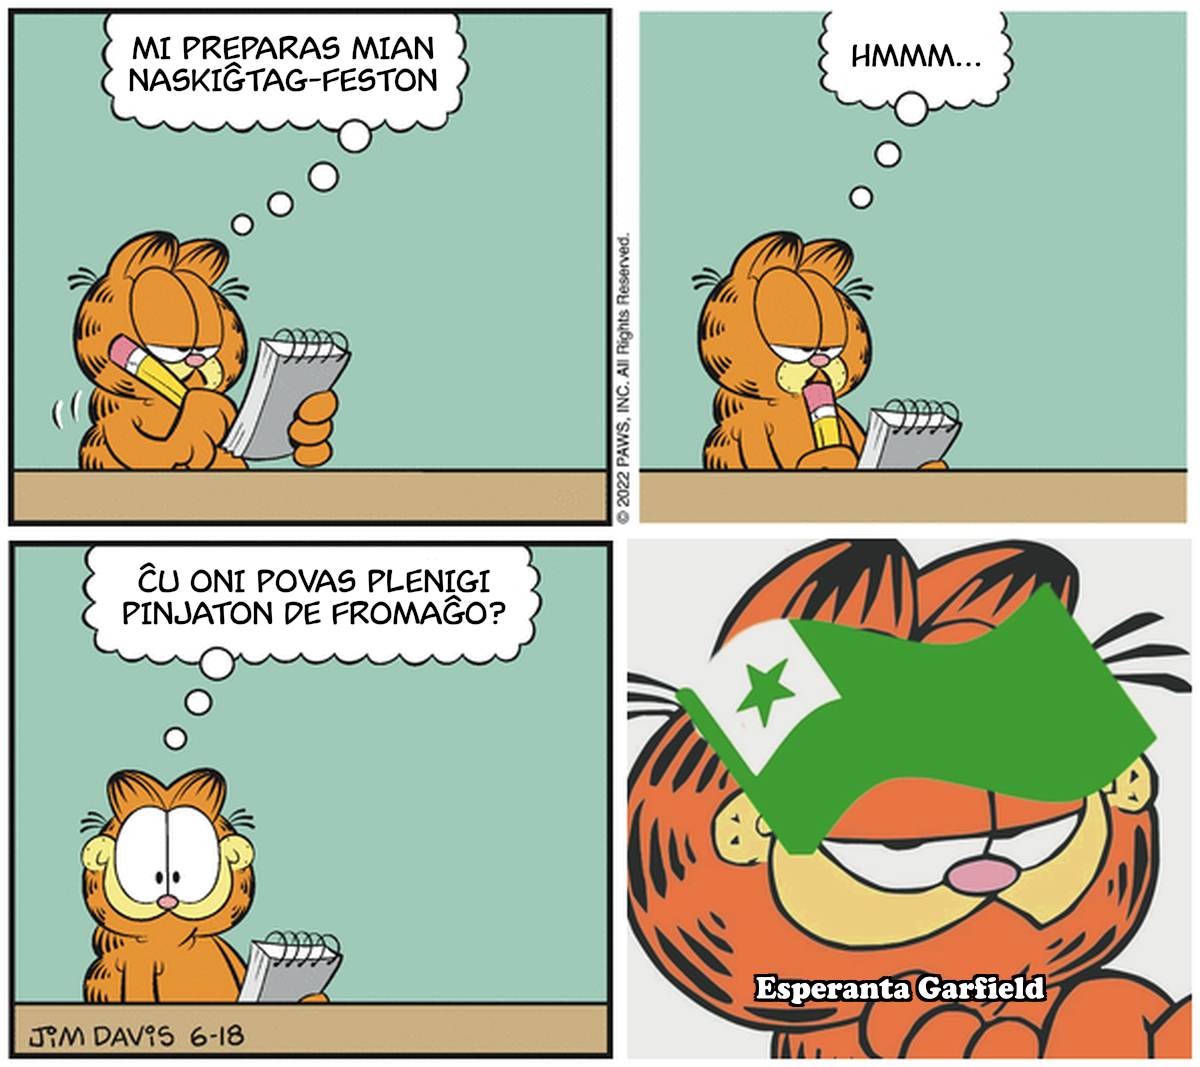 MI PREPARAS MIAN
NASKIĜTAG-FESTON
HMMM...
© 2022 PAWS, INC. All Rights Reserved.
ĈU ONI POVAS PLENIGI
PINJATON DE FROMAĜO?
JIM DAVIS 6-18
Esperanta Garfield